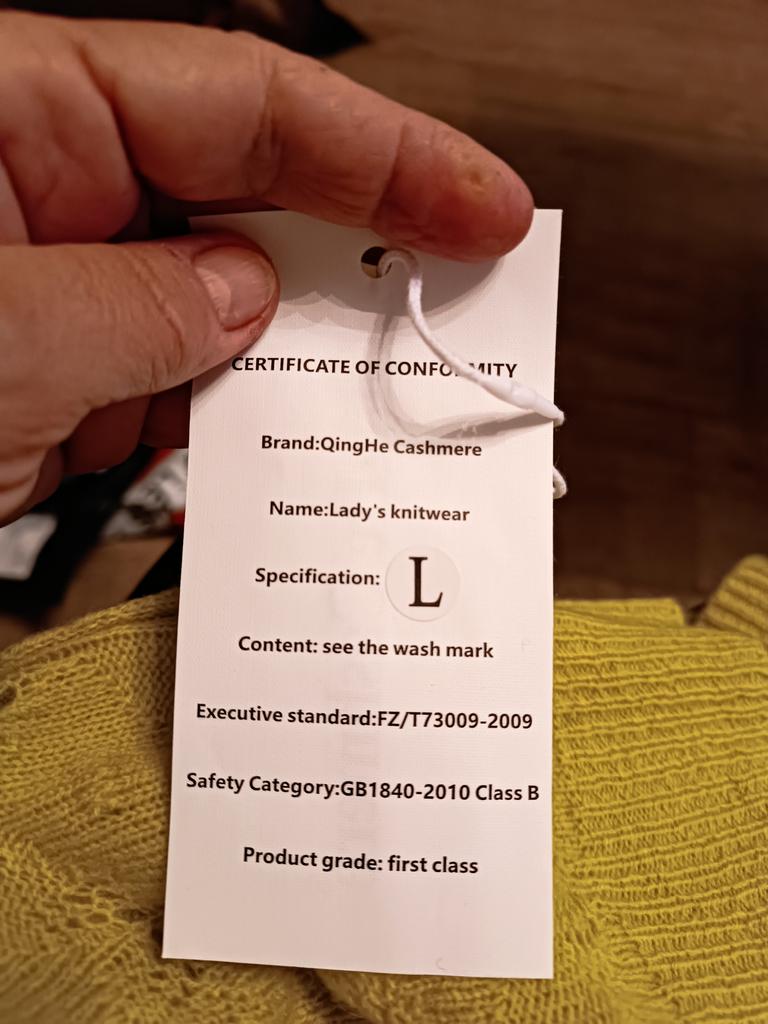 CERTIFICATE OF CONFORMITY
Brand:QingHe Cashmere
Name:Lady's knitwear
Specification: L
Content: see the wash mark
Executive standard:FZ/T73009-2009
Safety Category:GB1840-2010 Class B
Product grade: first class